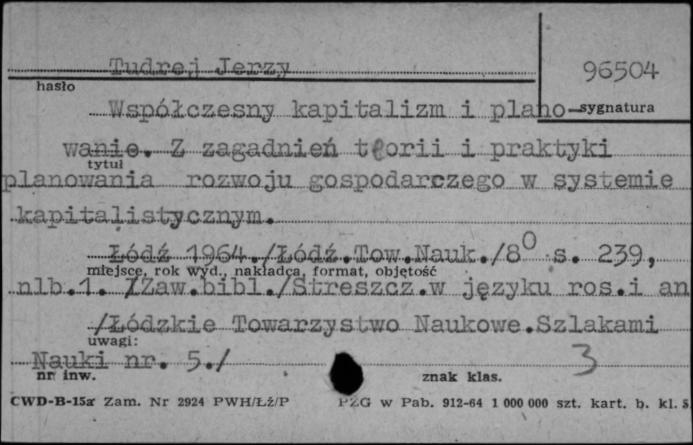 Tudrej Jerzy
96504
hasło
Współczesny kapitalizm i plano-
sygnatura
wanie. Z zagadnień teorii i praktyki
tytuł
planowania rozwoju gospodarczego w systemie
kapitalistycznym.
Łódź 1964./Łódź.Tow.Nauk./8⁰ s. 239,
miejsce, rok wyd., nakładca, format, objętość
nlb.1. /Zaw.bibl./Streszcz.w języku ros.i an
/Łódzkie Towarzystwo Naukowe.Szlakami
uwagi:
Nauki nr. 5./
3
nr inw.
znak klas.
CWD-B-15a Zam. Nr 2924 PWH/Łź/P PZG w Pab. 912-64 1 000 000 szt. kart. b. kl. 5